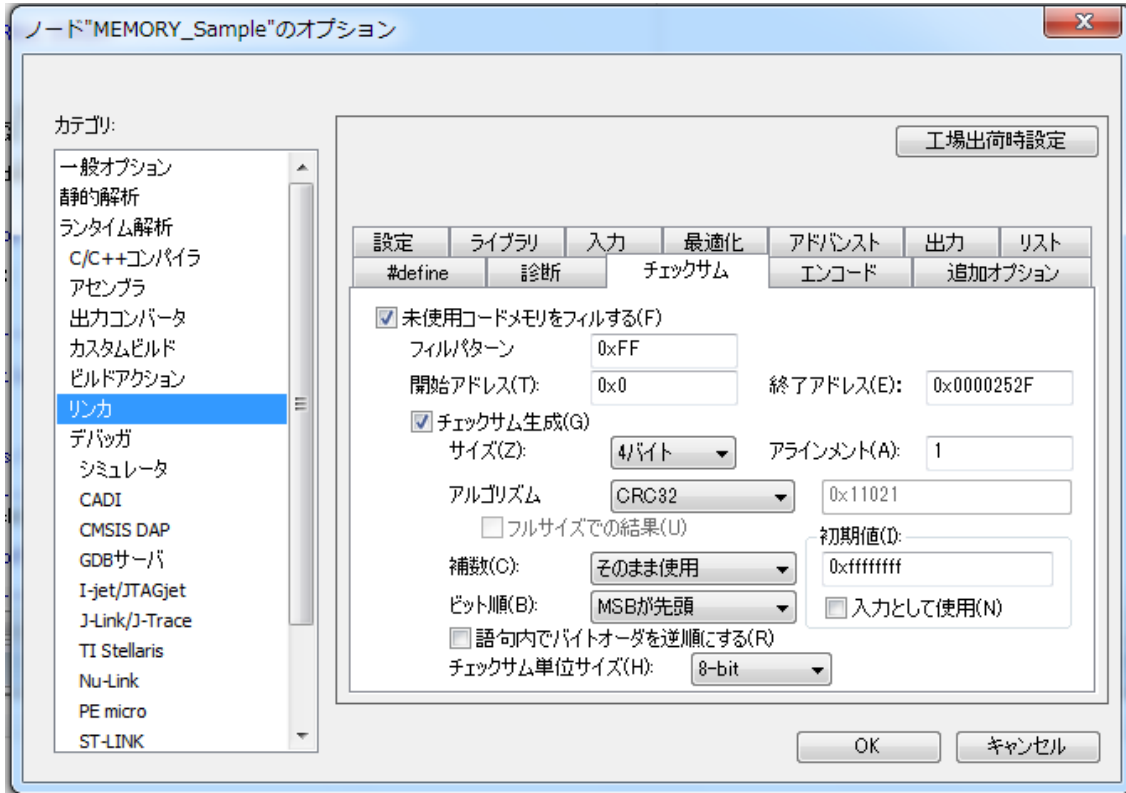 ノード"MEMORY_Sample"のオプション
カテゴリ:
一般オプション
静的解析
ランタイム解析
C/C++コンパイラ
アセンブラ
出力コンバータ
カスタムビルド
ビルドアクション
リンカ
デバッガ
シミュレータ
CADI
CMSIS DAP
GDBサーバ
I-jet/JTAGjet
J-Link/J-Trace
TI Stellaris
Nu-Link
PE micro
ST-LINK
工場出荷時設定
設定 ライブラリ 入力 最適化 アドバンスト 出力 リスト
#define 診断 チェックサム エンコード 追加オプション
未使用コードメモリをフィルする(F)
フィルパターン 0xFF
開始アドレス(T): 0x0 終了アドレス(E): 0x0000252F
チェックサム生成(G)
サイズ(Z): 4バイト アラインメント(A): 1
アルゴリズム CRC32 0x11021
フルサイズでの結果(U)
初期値(I):
補数(C): そのまま使用 0xffffffff
ビット順(B): MSBが先頭 入力として使用(N)
語句内でバイトオーダを逆順にする(R)
チェックサム単位サイズ(H): 8-bit
OK キャンセル